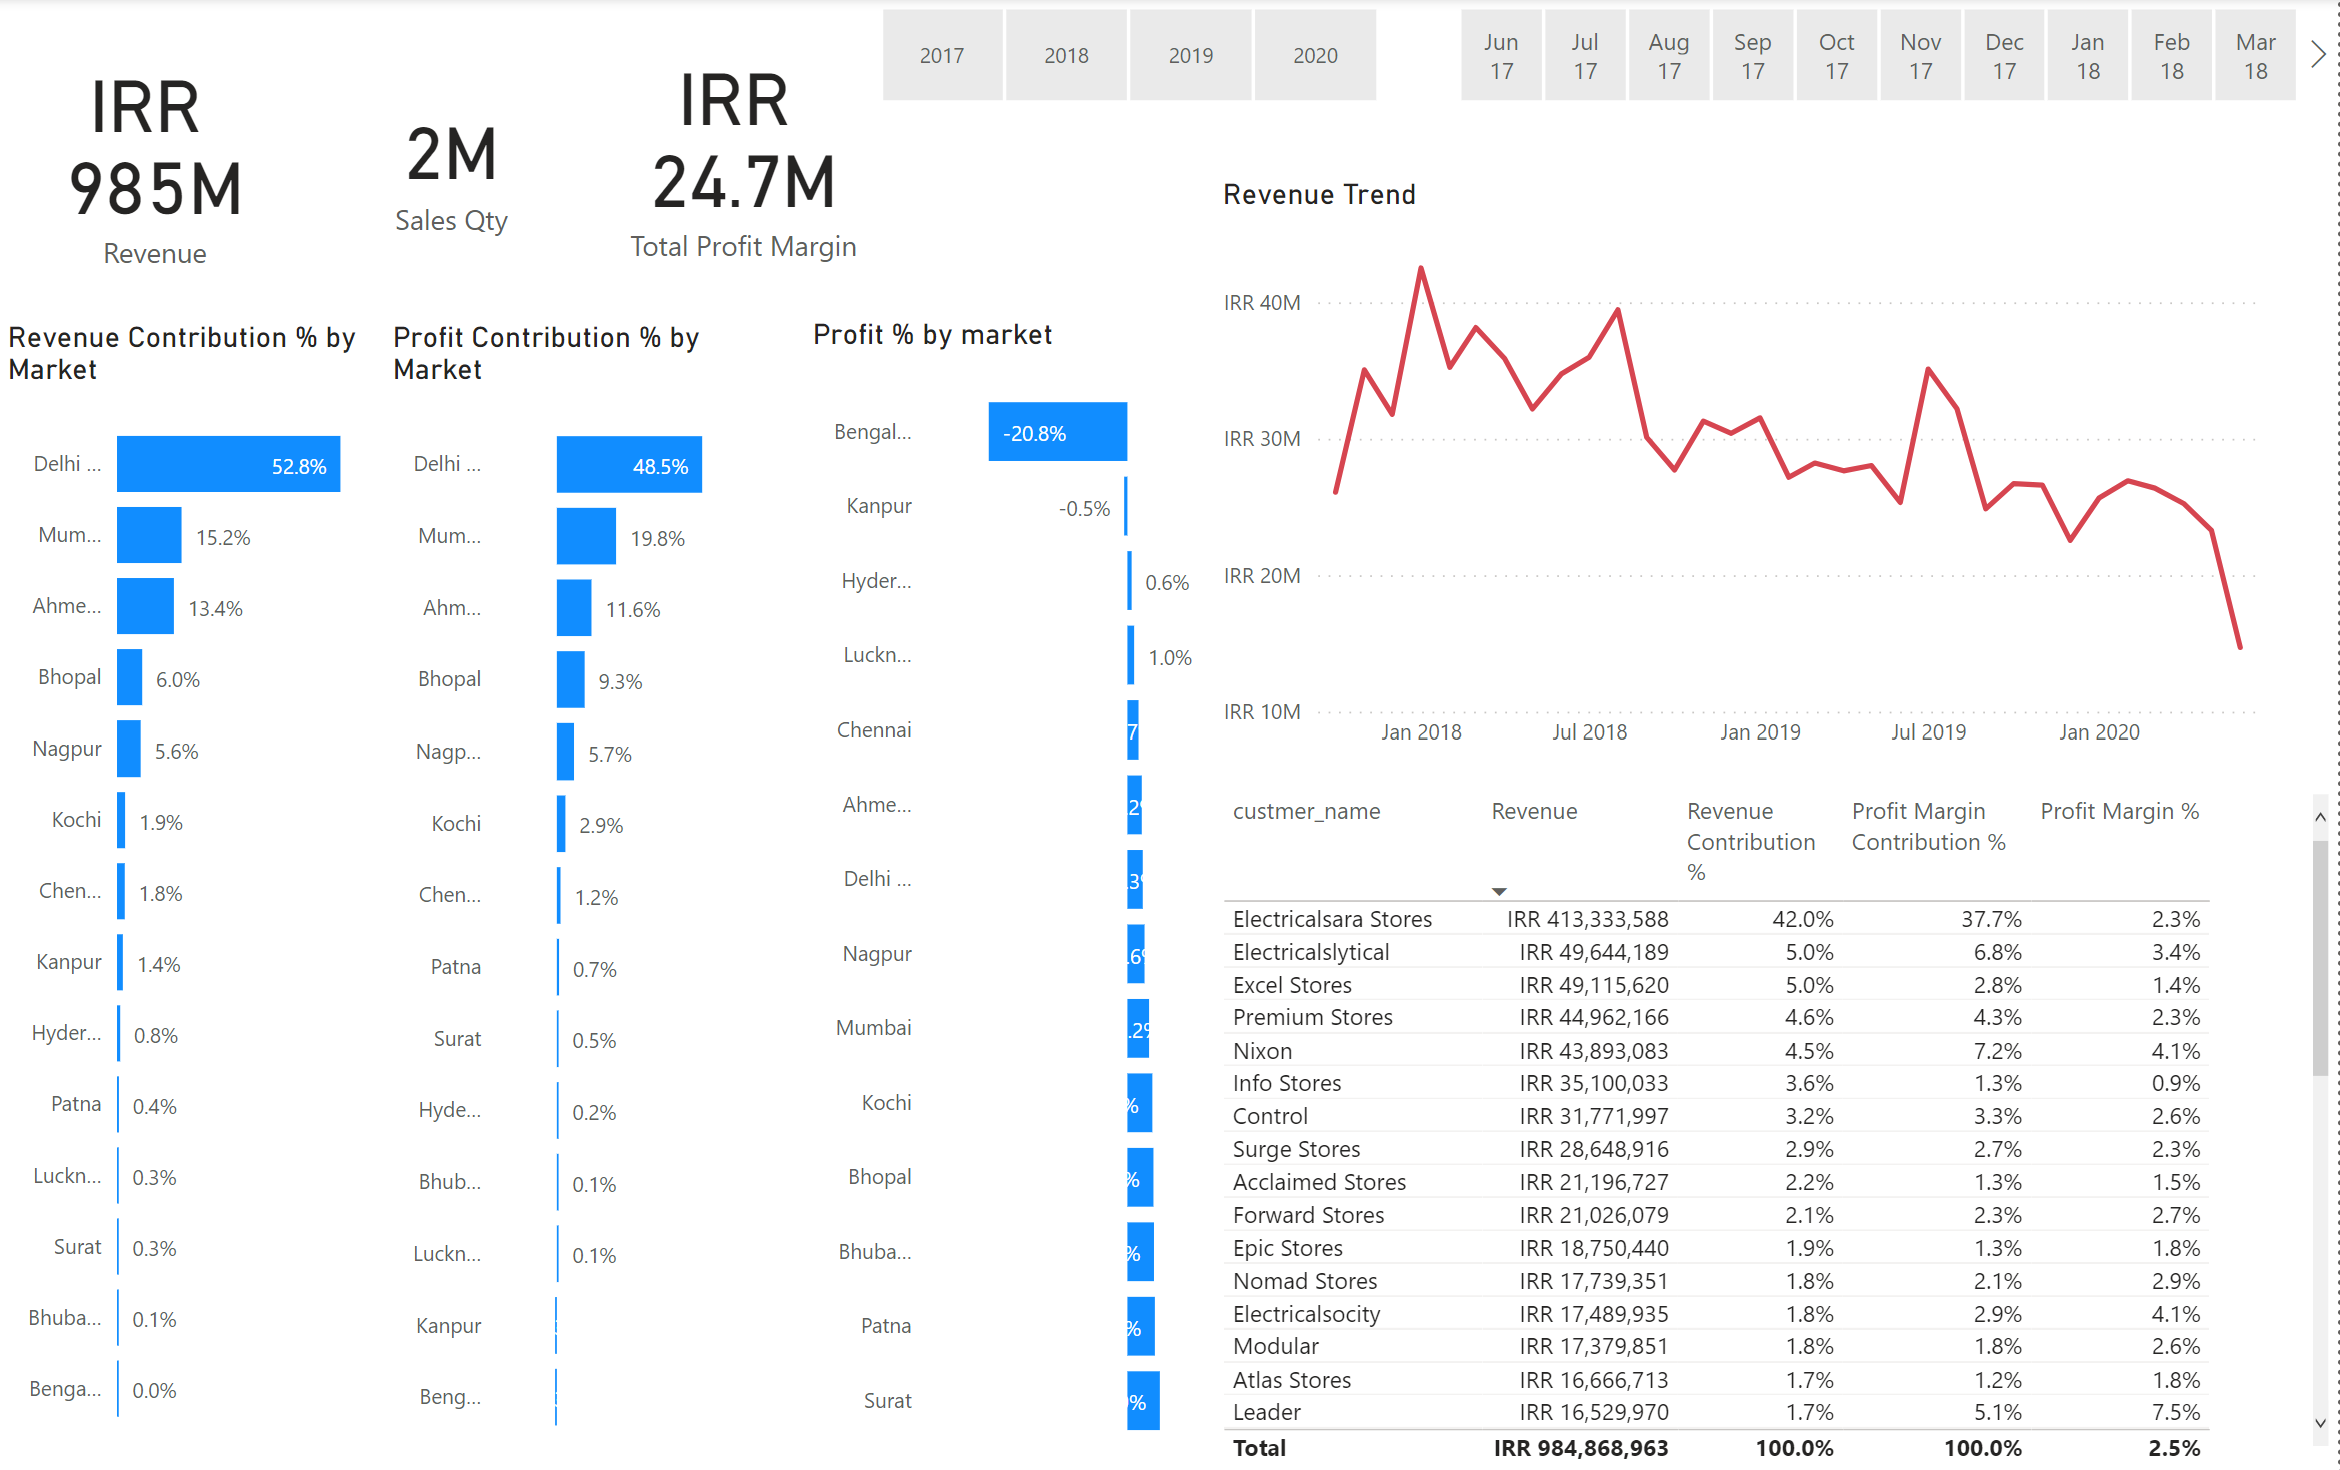 2017
2018
2019
2020
Jun 17
Jul 17
Aug 17
Sep 17
Oct 17
Nov 17
Dec 17
Jan 18
Feb 18
Mar 18
IRR
985M
Revenue
2M
Sales Qty
IRR
24.7M
Total Profit Margin
Revenue Contribution % by
Market
Delhi ... 52.8%
Mum... 15.2%
Ahme... 13.4%
Bhopal 6.0%
Nagpur 5.6%
Kochi 1.9%
Chen... 1.8%
Kanpur 1.4%
Hyder... 0.8%
Patna 0.4%
Luckn... 0.3%
Surat 0.3%
Bhuba... 0.1%
Benga... 0.0%
Profit Contribution % by
Market
Delhi ... 48.5%
Mum... 19.8%
Ahm... 11.6%
Bhopal 9.3%
Nagp... 5.7%
Kochi 2.9%
Chen... 1.2%
Patna 0.7%
Surat 0.5%
Hyde... 0.2%
Bhub... 0.1%
Luckn... 0.1%
Kanpur
Beng...
Profit % by market
Bengal... -20.8%
Kanpur -0.5%
Hyder... 0.6%
Luckn... 1.0%
Chennai
Ahme...
Delhi ...
Nagpur
Mumbai
Kochi %
Bhopal %
Bhuba... %
Patna %
Surat %
Revenue Trend
IRR 40M
IRR 30M
IRR 20M
IRR 10M
Jan 2018 Jul 2018 Jan 2019 Jul 2019 Jan 2020
custmer_name Revenue Revenue Contribution % Profit Margin Contribution % Profit Margin %
Electricalsara Stores IRR 413,333,588 42.0% 37.7% 2.3%
Electricalslytical IRR 49,644,189 5.0% 6.8% 3.4%
Excel Stores IRR 49,115,620 5.0% 2.8% 1.4%
Premium Stores IRR 44,962,166 4.6% 4.3% 2.3%
Nixon IRR 43,893,083 4.5% 7.2% 4.1%
Info Stores IRR 35,100,033 3.6% 1.3% 0.9%
Control IRR 31,771,997 3.2% 3.3% 2.6%
Surge Stores IRR 28,648,916 2.9% 2.7% 2.3%
Acclaimed Stores IRR 21,196,727 2.2% 1.3% 1.5%
Forward Stores IRR 21,026,079 2.1% 2.3% 2.7%
Epic Stores IRR 18,750,440 1.9% 1.3% 1.8%
Nomad Stores IRR 17,739,351 1.8% 2.1% 2.9%
Electricalsocity IRR 17,489,935 1.8% 2.9% 4.1%
Modular IRR 17,379,851 1.8% 1.8% 2.6%
Atlas Stores IRR 16,666,713 1.7% 1.2% 1.8%
Leader IRR 16,529,970 1.7% 5.1% 7.5%
Total IRR 984,868,963 100.0% 100.0% 2.5%